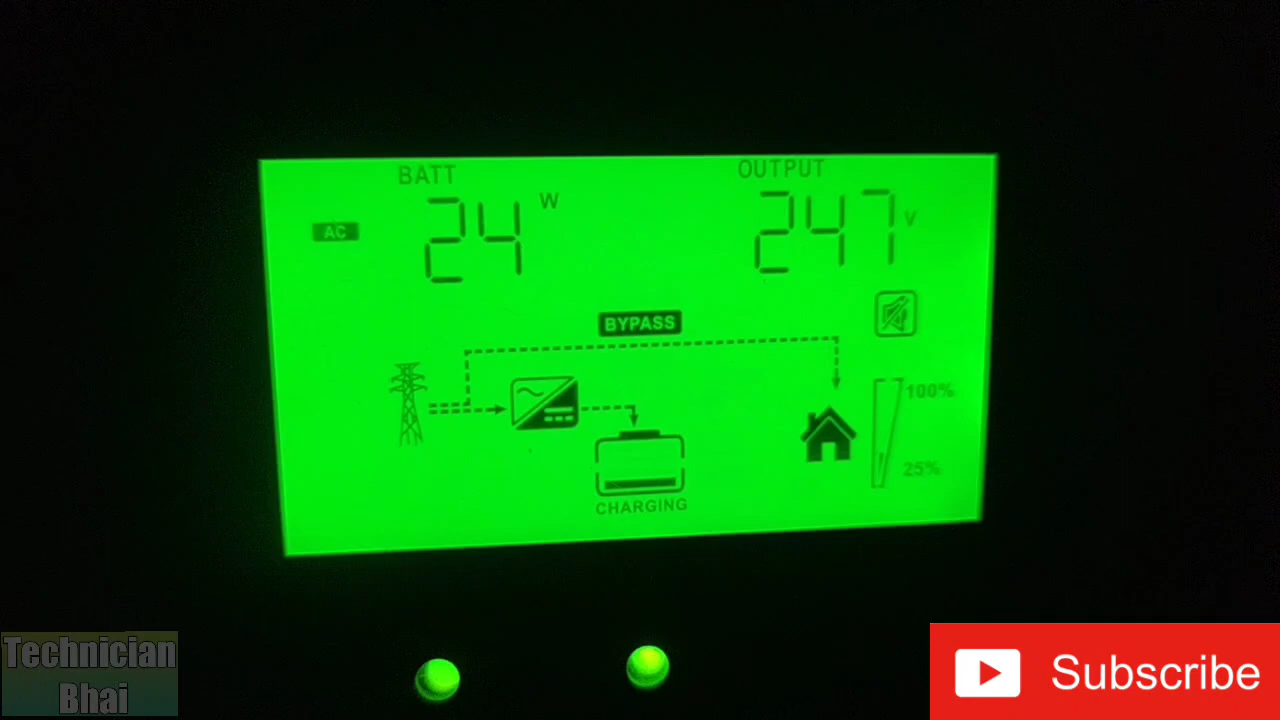 BATT
OUTPUT
24 W
247 V
AC
BYPASS
100%
25%
CHARGING
Technician
Bhai
Subscribe